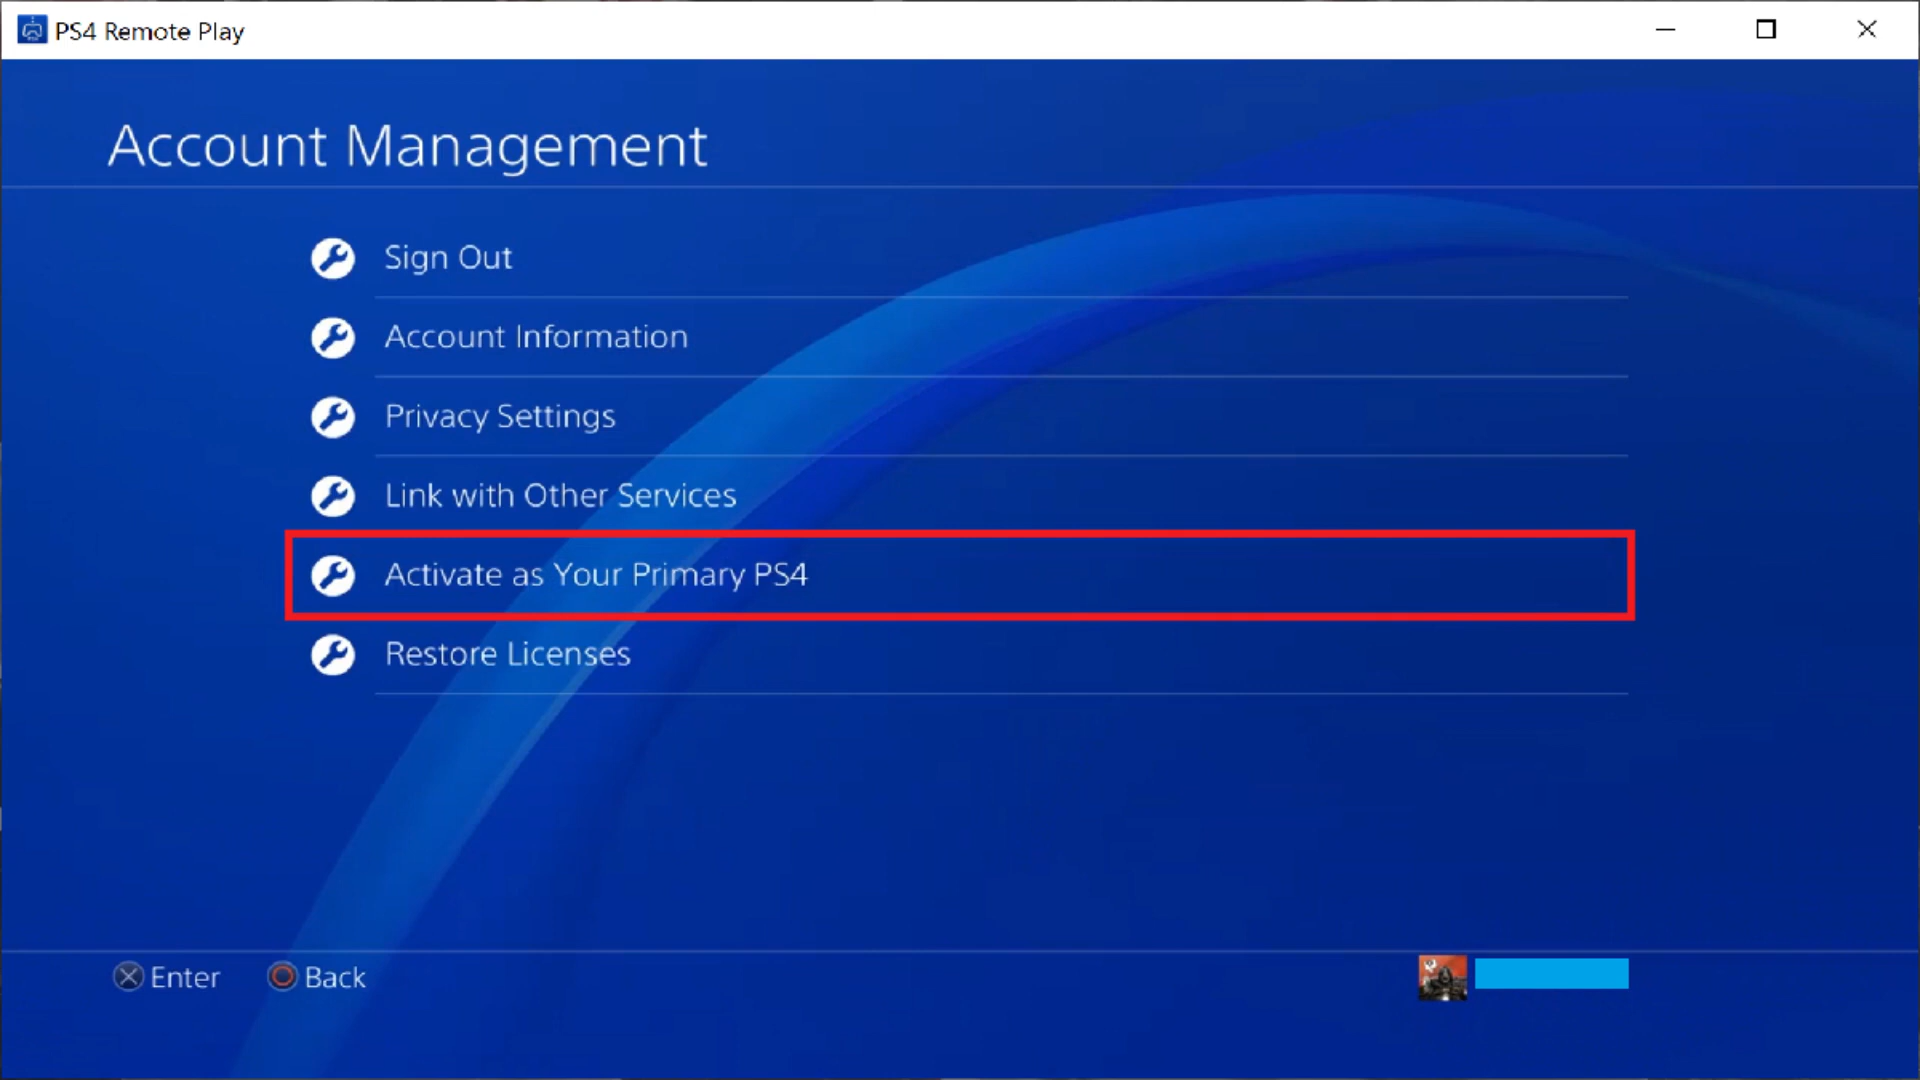 PS4 Remote Play
Account Management
Sign Out
Account Information
Privacy Settings
Link with Other Services
Activate as Your Primary PS4
Restore Licenses
Enter Back